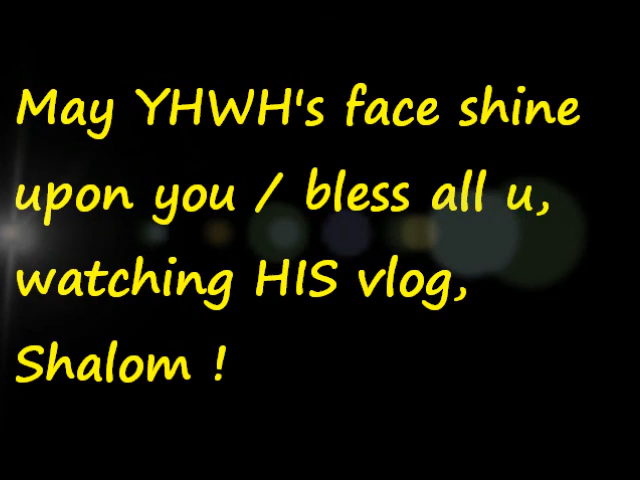 May YHWH's face shine
upon you / bless all u,
watching HIS vlog,
Shalom !